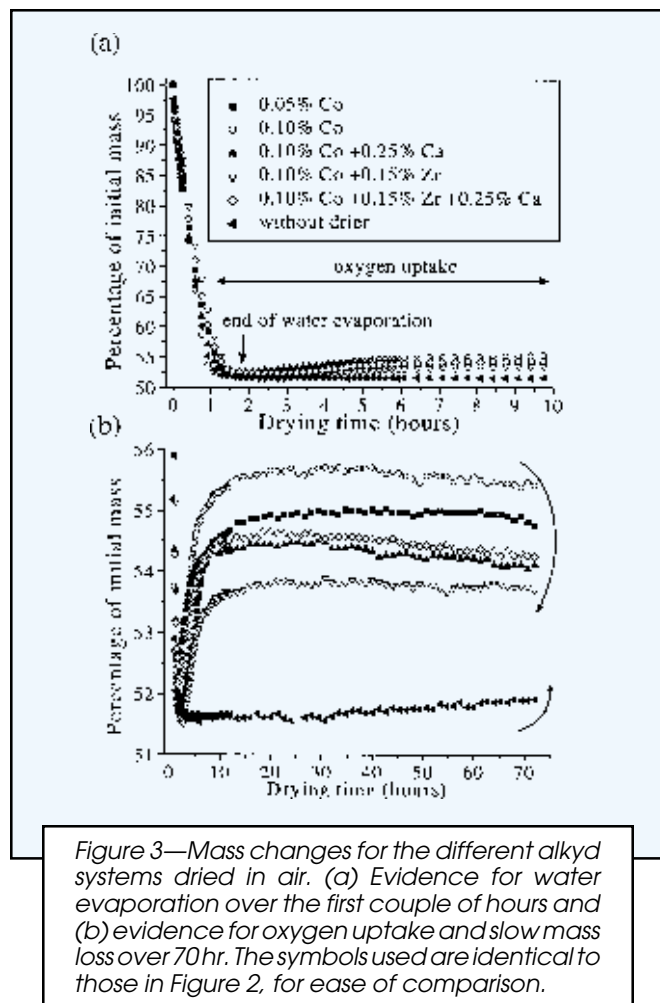 (a)
Percentage of initial mass
100
95
90
85
80
75
70
65
60
55
50
0.05% Co
0.10% Co
0.10% Co +0.25% Ca
0.10% Co +0.15% Zr
0.10% Co +0.15% Zr +0.25% Ca
without drier
oxygen uptake
end of water evaporation
0 1 2 3 4 5 6 7 8 9 10
Drying time (hours)
(b)
Percentage of initial mass
56
55
54
53
52
51
0 10 20 30 40 50 60 70
Drying time (hours)
Figure 3—Mass changes for the different alkyd
systems dried in air. (a) Evidence for water
evaporation over the first couple of hours and
(b) evidence for oxygen uptake and slow mass
loss over 70 hr. The symbols used are identical to
those in Figure 2, for ease of comparison.